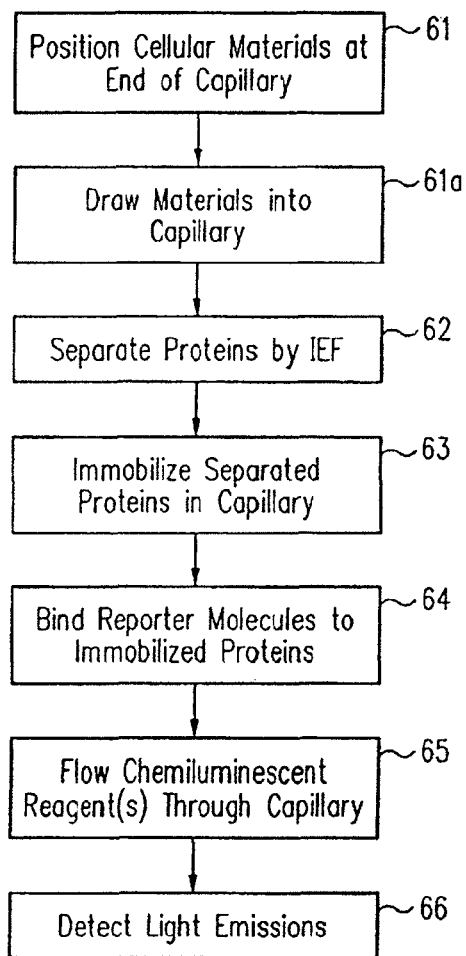 Position Cellular Materials at
End of Capillary
61
Draw Materials into
Capillary
61a
Separate Proteins by IEF
62
Immobilize Separated
Proteins in Capillary
63
Bind Reporter Molecules to
Immobilized Proteins
64
Flow Chemiluminescent
Reagent(s) Through Capillary
65
Detect Light Emissions
66